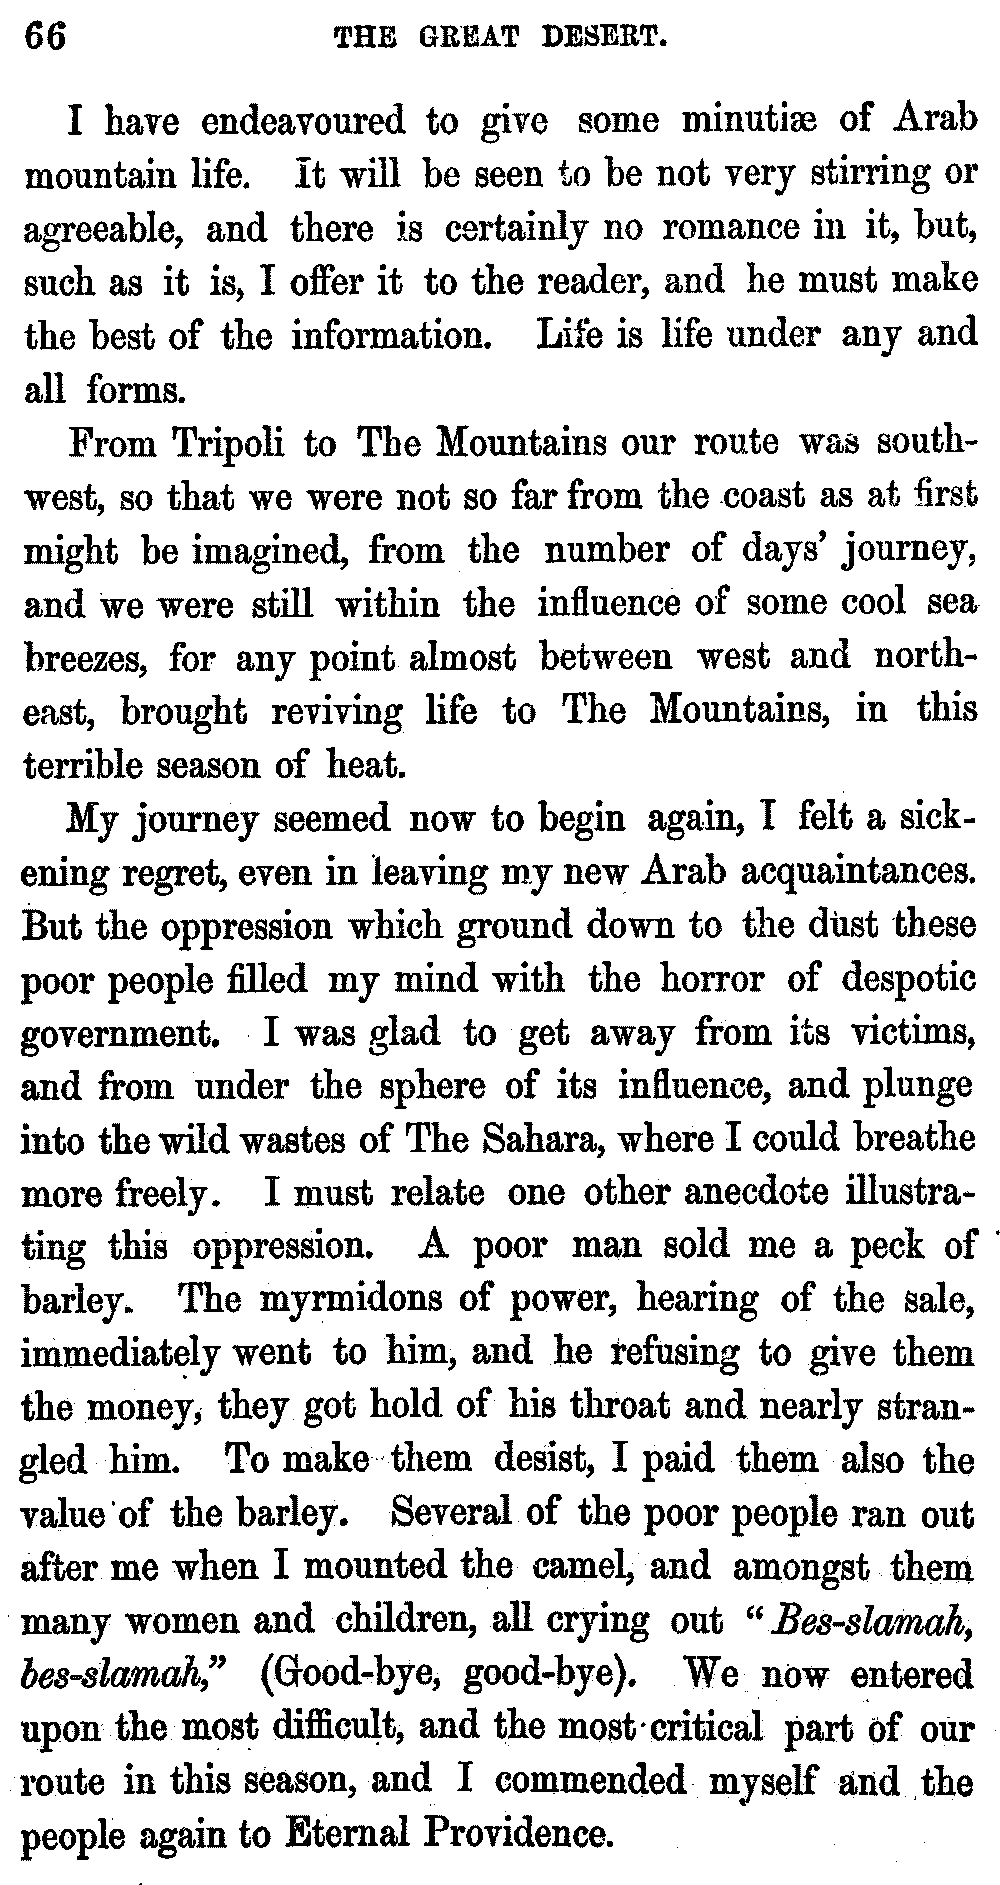 66 THE GREAT DESERT.
I have endeavoured to give some minutiæ of Arab
mountain life. It will be seen to be not very stirring or
agreeable, and there is certainly no romance in it, but,
such as it is, I offer it to the reader, and he must make
the best of the information. Life is life under any and
all forms.
From Tripoli to The Mountains our route was south-
west, so that we were not so far from the coast as at first
might be imagined, from the number of days' journey,
and we were still within the influence of some cool sea
breezes, for any point almost between west and north-
east, brought reviving life to The Mountains, in this
terrible season of heat.
My journey seemed now to begin again, I felt a sick-
ening regret, even in leaving my new Arab acquaintances.
But the oppression which ground down to the dust these
poor people filled my mind with the horror of despotic
government. I was glad to get away from its victims,
and from under the sphere of its influence, and plunge
into the wild wastes of The Sahara, where I could breathe
more freely. I must relate one other anecdote illustra-
ting this oppression. A poor man sold me a peck of
barley. The myrmidons of power, hearing of the sale,
immediately went to him, and he refusing to give them
the money, they got hold of his throat and nearly stran-
gled him. To make them desist, I paid them also the
value of the barley. Several of the poor people ran out
after me when I mounted the camel, and amongst them
many women and children, all crying out "Bes-slamah,
bes-slamah," (Good-bye, good-bye). We now entered
upon the most difficult, and the most critical part of our
route in this season, and I commended myself and the
people again to Eternal Providence.